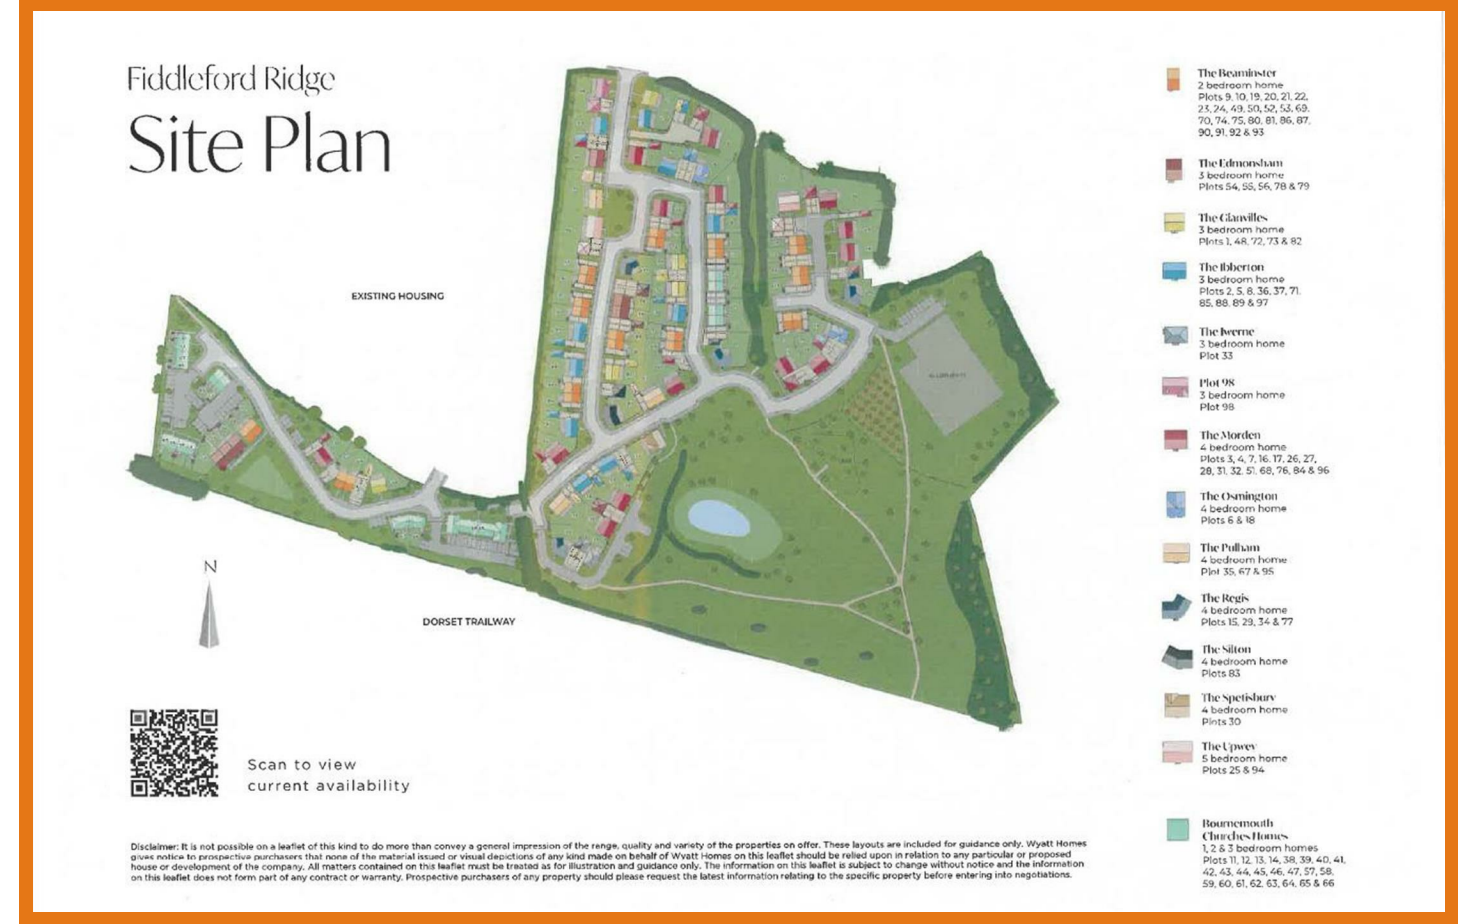 Fiddleford Ridge
Site Plan
EXISTING HOUSING
DORSET TRAILWAY
N
Scan to view
current availability
The Beaminster
2 bedroom home
Plots 9, 10, 19, 20, 21, 22,
23, 24, 49, 50, 52, 53, 69,
70, 74, 75, 80, 81, 86, 87,
90, 91, 92 & 93
The Edmonsham
3 bedroom home
Plots 54, 55, 56, 78 & 79
The Glanvilles
3 bedroom home
Plots 1, 48, 72, 73 & 82
The Ibberton
3 bedroom home
Plots 2, 5, 8, 36, 37, 71,
85, 88, 89 & 97
The Iwerne
3 bedroom home
Plot 33
Plot 98
3 bedroom home
Plot 98
The Morden
4 bedroom home
Plots 3, 4, 7, 16, 17, 26, 27,
28, 31, 32, 51, 68, 76, 84 & 96
The Osmington
4 bedroom home
Plots 6 & 18
The Pulham
4 bedroom home
Plot 35, 67 & 95
The Regis
4 bedroom home
Plots 15, 29, 34 & 77
The Silton
4 bedroom home
Plots 83
The Spetisbury
4 bedroom home
Plots 30
The Upwey
5 bedroom home
Plots 25 & 94
Bournemouth
Churches Homes
1, 2 & 3 bedroom homes
Plots 11, 12, 13, 14, 38, 39, 40, 41,
42, 43, 44, 45, 46, 47, 57, 58,
59, 60, 61, 62, 63, 64, 65 & 66
Disclaimer: It is not possible on a leaflet of this kind to do more than convey a general impression of the range, quality and variety of the properties on offer. These layouts are included for guidance only. Wyatt Homes
gives notice to prospective purchasers that none of the material issued or visual depictions of any kind made on behalf of Wyatt Homes on this leaflet should be relied upon in relation to any particular or proposed
house or development of the company. All matters contained on this leaflet must be treated as for illustration and guidance only. The information on this leaflet is subject to change without notice and the information
on this leaflet does not form part of any contract or warranty. Prospective purchasers of any property should please request the latest information relating to the specific property before entering into negotiations.